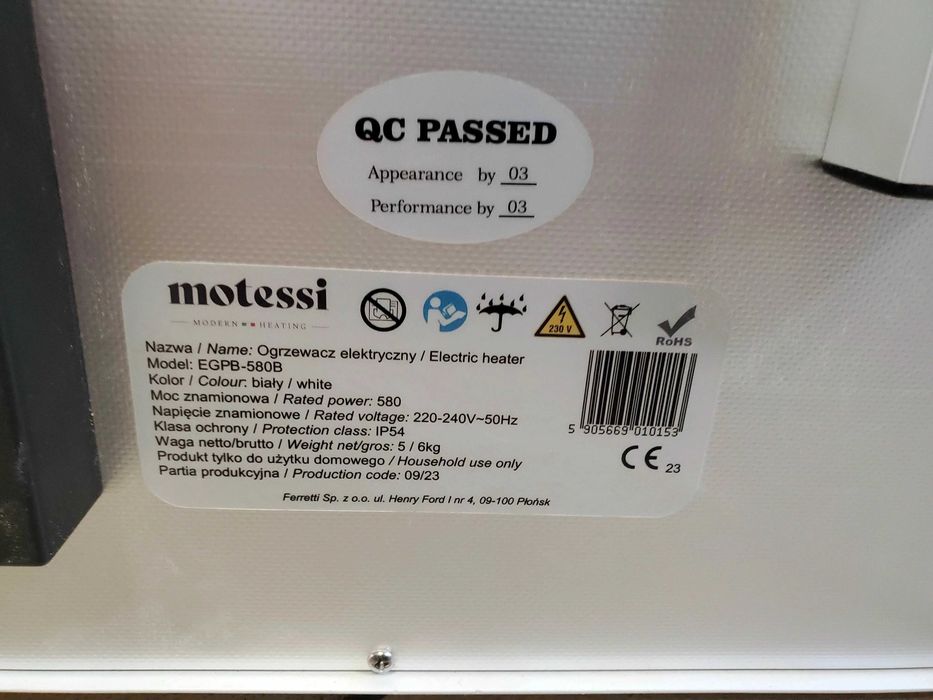 QC PASSED
Appearance by 03
Performance by 03
motessi
MODERN HEATING
230 V
RoHS
Nazwa / Name: Ogrzewacz elektryczny / Electric heater
Model: EGPB-580B
Kolor / Colour: biały / white
Moc znamionowa / Rated power: 580
Napięcie znamionowe / Rated voltage: 220-240V~50Hz
Klasa ochrony / Protection class: IP54
Waga netto/brutto / Weight net/gros: 5 / 6kg
Produkt tylko do użytku domowego / Household use only
Partia produkcyjna / Production code: 09/23
5 905669 010153
CE 23
Ferretti Sp. z o.o. ul. Henry Ford I nr 4, 09-100 Płońsk